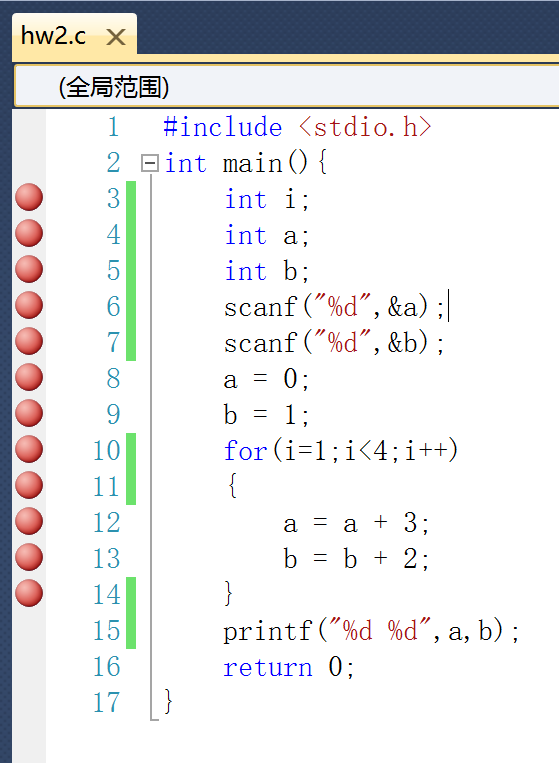 hw2.c ×
(全局范围)
1 #include <stdio.h>
2 int main(){
3 int i;
4 int a;
5 int b;
6 scanf("%d",&a);
7 scanf("%d",&b);
8 a = 0;
9 b = 1;
10 for(i=1;i<4;i++)
11 {
12 a = a + 3;
13 b = b + 2;
14 }
15 printf("%d %d",a,b);
16 return 0;
17 }